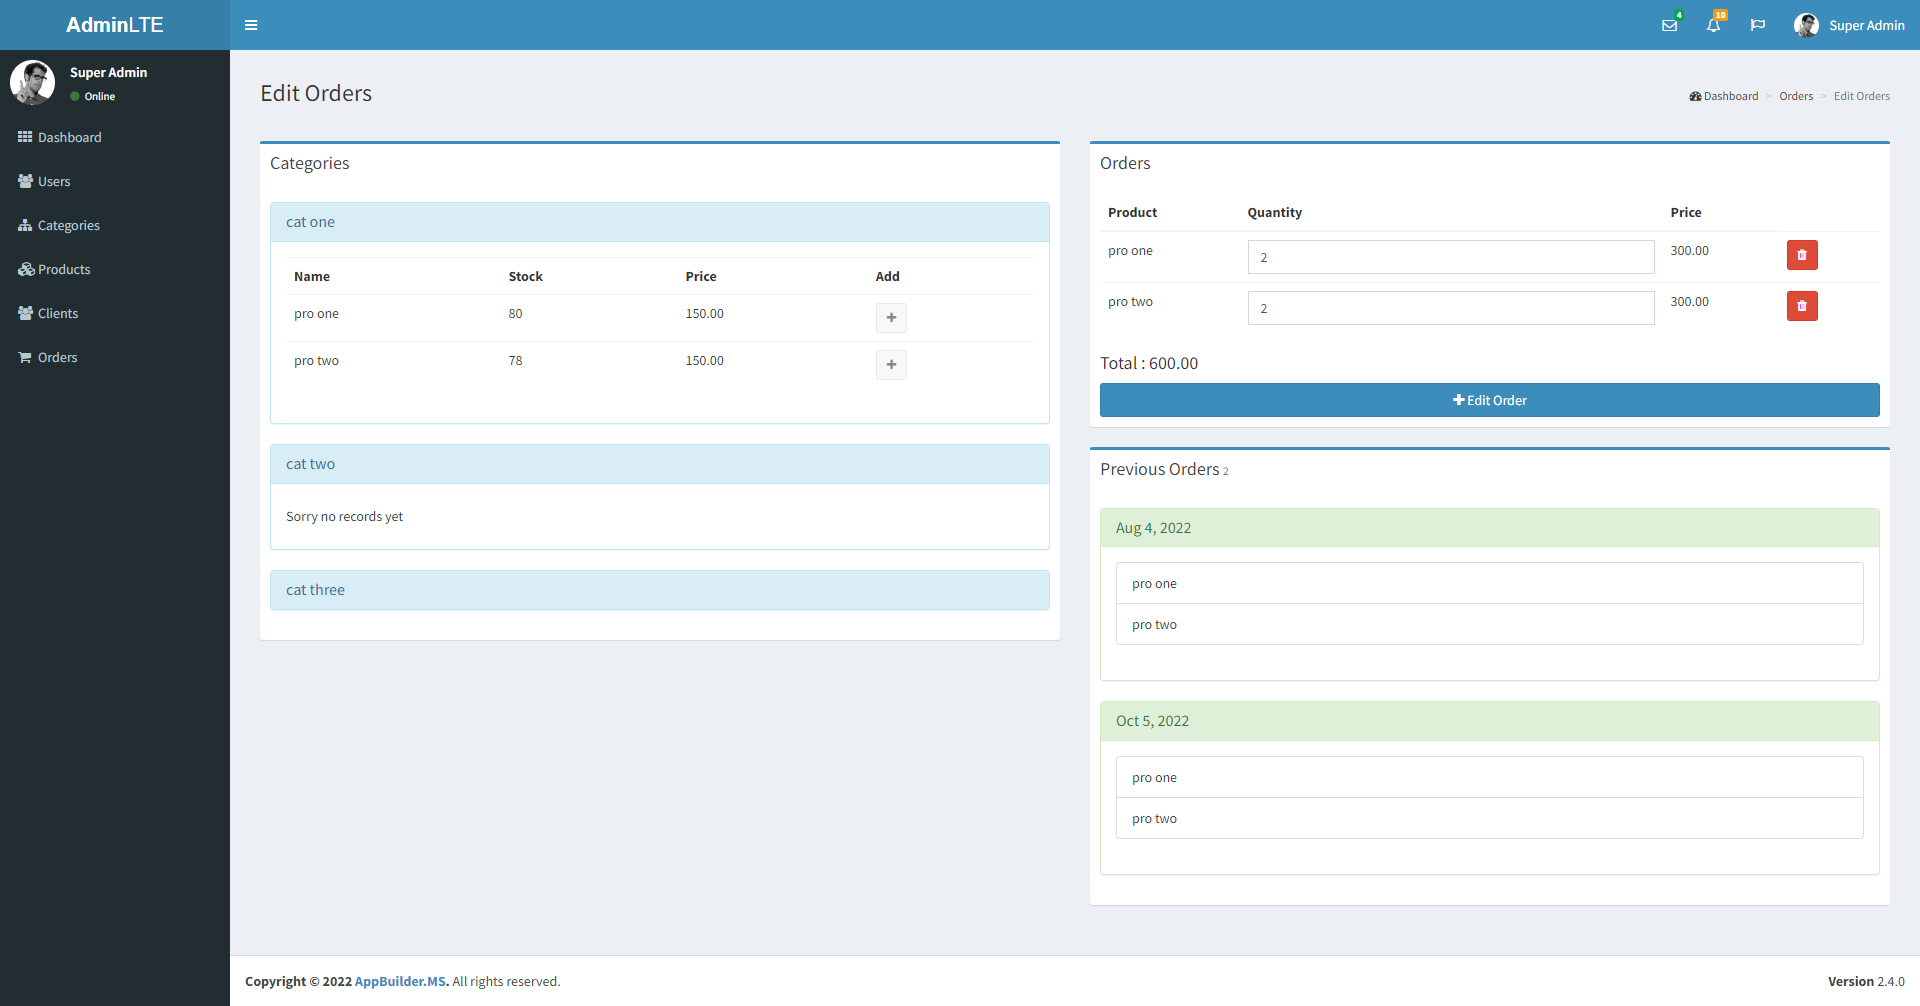 AdminLTE
4
10
Super Admin
Super Admin
Online
Dashboard
Users
Categories
Products
Clients
Orders
Edit Orders
Dashboard > Orders > Edit Orders
Categories
cat one
Name Stock Price Add
pro one 80 150.00 +
pro two 78 150.00 +
cat two
Sorry no records yet
cat three
Orders
Product Quantity Price
pro one 2 300.00
pro two 2 300.00
Total : 600.00
Edit Order
Previous Orders 2
Aug 4, 2022
pro one
pro two
Oct 5, 2022
pro one
pro two
Copyright © 2022 AppBuilder.MS. All rights reserved.
Version 2.4.0